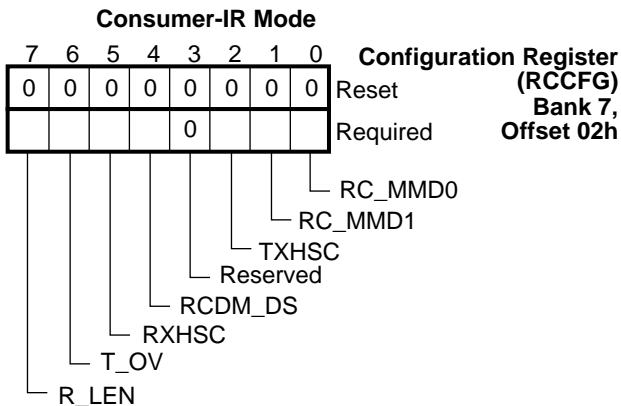 Consumer-IR Mode
7 6 5 4 3 2 1 0
Configuration Register
(RCCFG)
Bank 7,
Offset 02h
0 0 0 0 0 0 0 0 Reset
0 Required
RC_MMD0
RC_MMD1
TXHSC
Reserved
RCDM_DS
RXHSC
T_OV
R_LEN